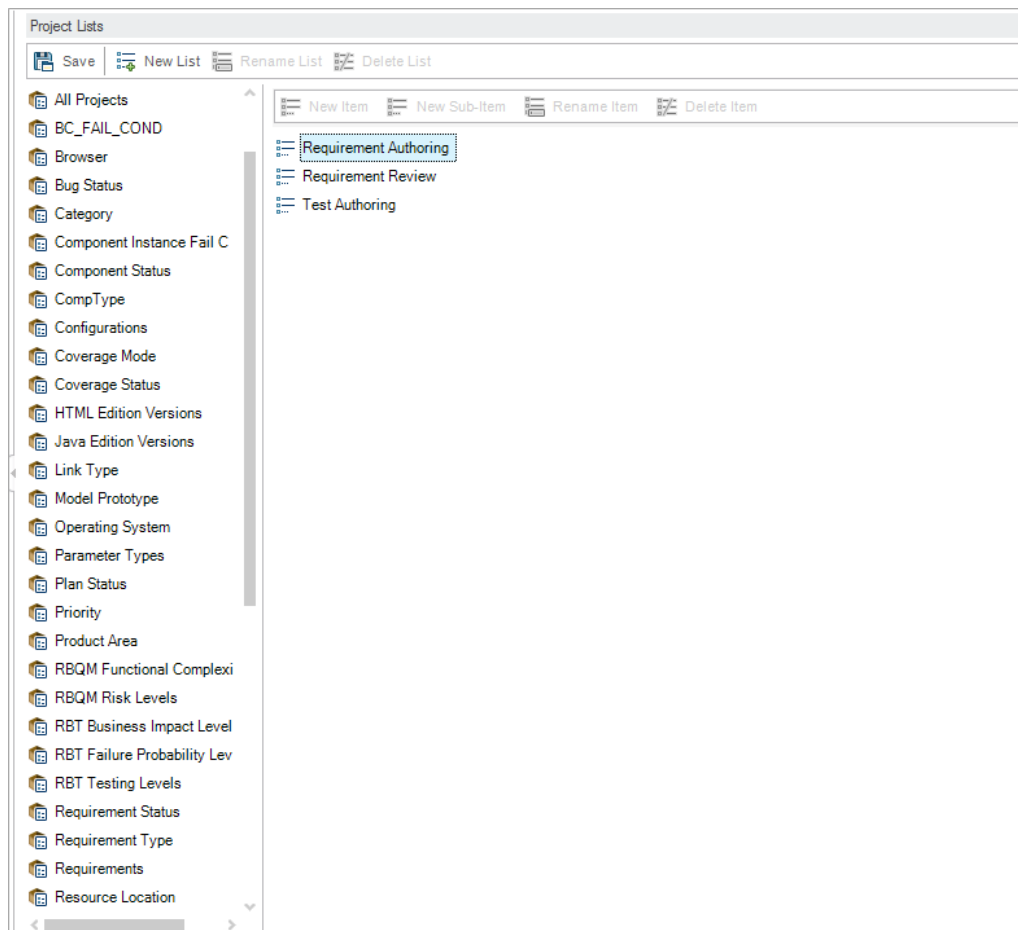 Project Lists
Save New List Rename List Delete List
All Projects
BC_FAIL_COND
Browser
Bug Status
Category
Component Instance Fail C
Component Status
CompType
Configurations
Coverage Mode
Coverage Status
HTML Edition Versions
Java Edition Versions
Link Type
Model Prototype
Operating System
Parameter Types
Plan Status
Priority
Product Area
RBQM Functional Complexi
RBQM Risk Levels
RBT Business Impact Level
RBT Failure Probability Lev
RBT Testing Levels
Requirement Status
Requirement Type
Requirements
Resource Location
New Item New Sub-Item Rename Item Delete Item
Requirement Authoring
Requirement Review
Test Authoring